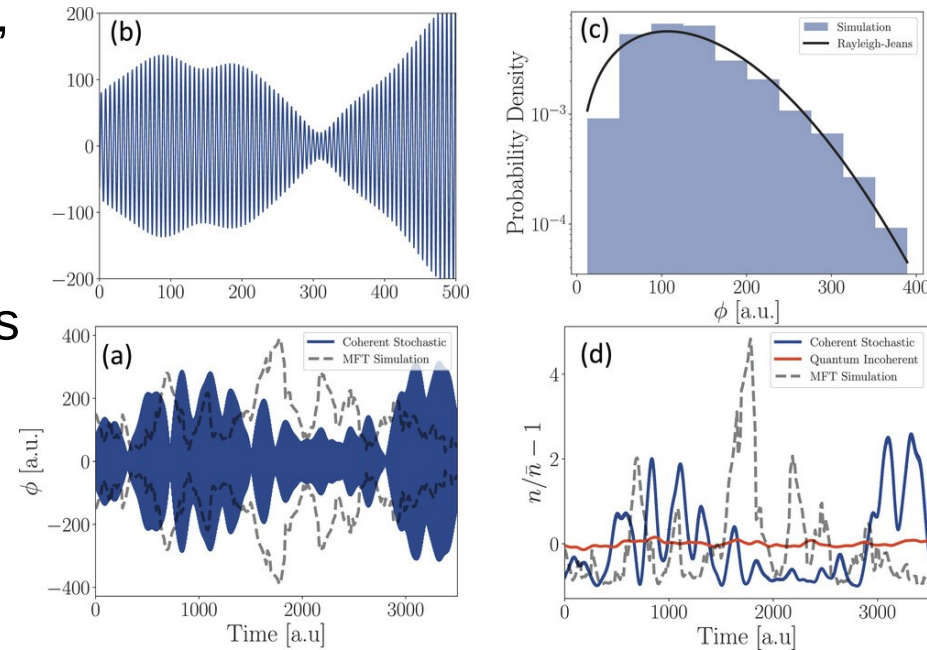 ,
(b)
200
100
0
−100
−200
0
100
200
300
400
500
(c)
Simulation
Rayleigh-Jeans
Probability Density
10⁻³
10⁻⁴
0
100
200
300
400
ϕ [a.u.]
s
(a)
Coherent Stochastic
MFT Simulation
ϕ [a.u.]
400
200
0
−200
−400
0
1000
2000
3000
Time [a.u]
(d)
Coherent Stochastic
Quantum Incoherent
MFT Simulation
n/n̄ − 1
4
2
0
0
1000
2000
3000
Time [a.u]